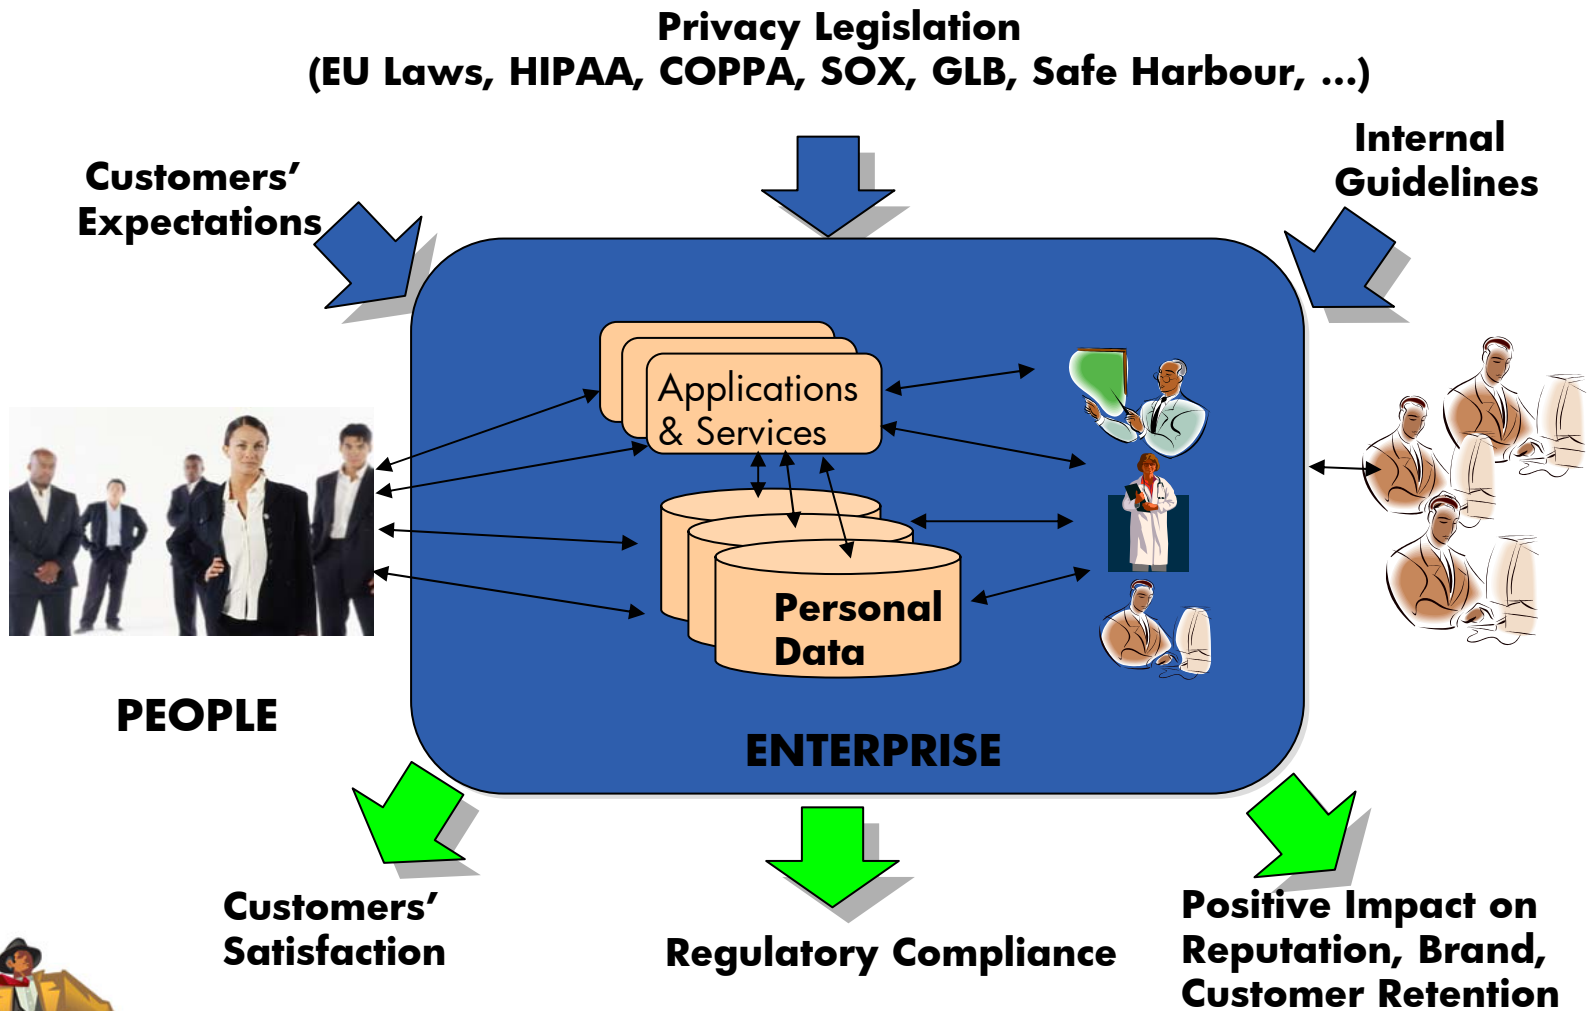 Privacy Legislation
(EU Laws, HIPAA, COPPA, SOX, GLB, Safe Harbour, ...)
Customers’
Expectations
Internal
Guidelines
Applications
& Services
Personal
Data
PEOPLE
ENTERPRISE
Customers’
Satisfaction
Regulatory Compliance
Positive Impact on
Reputation, Brand,
Customer Retention